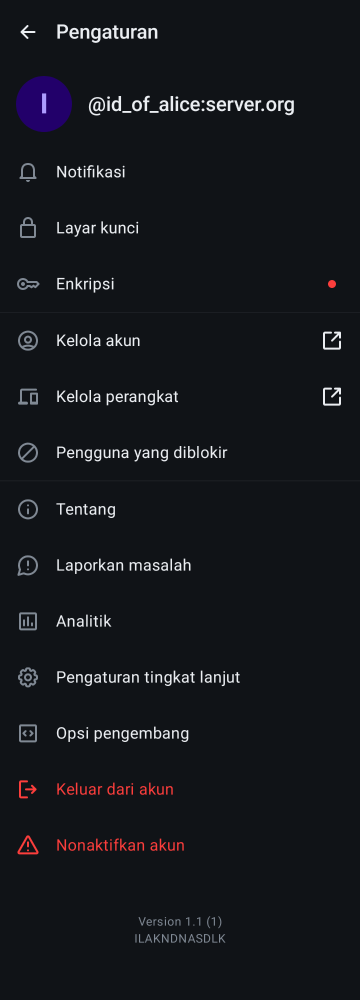 Pengaturan
I
@id_of_alice:server.org
Notifikasi
Layar kunci
Enkripsi
Kelola akun
Kelola perangkat
Pengguna yang diblokir
Tentang
Laporkan masalah
Analitik
Pengaturan tingkat lanjut
Opsi pengembang
Keluar dari akun
Nonaktifkan akun
Version 1.1 (1)
ILAKNDNASDLK